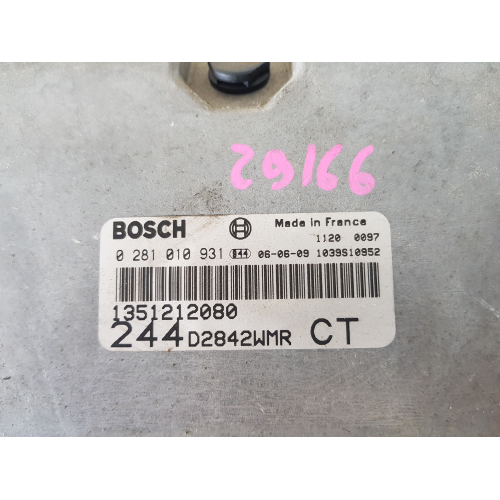 29166
BOSCH Made in France
1120 0097
0 281 010 931 B44 06-06-09 1039S10952
1351212080
244 D2842WMR CT